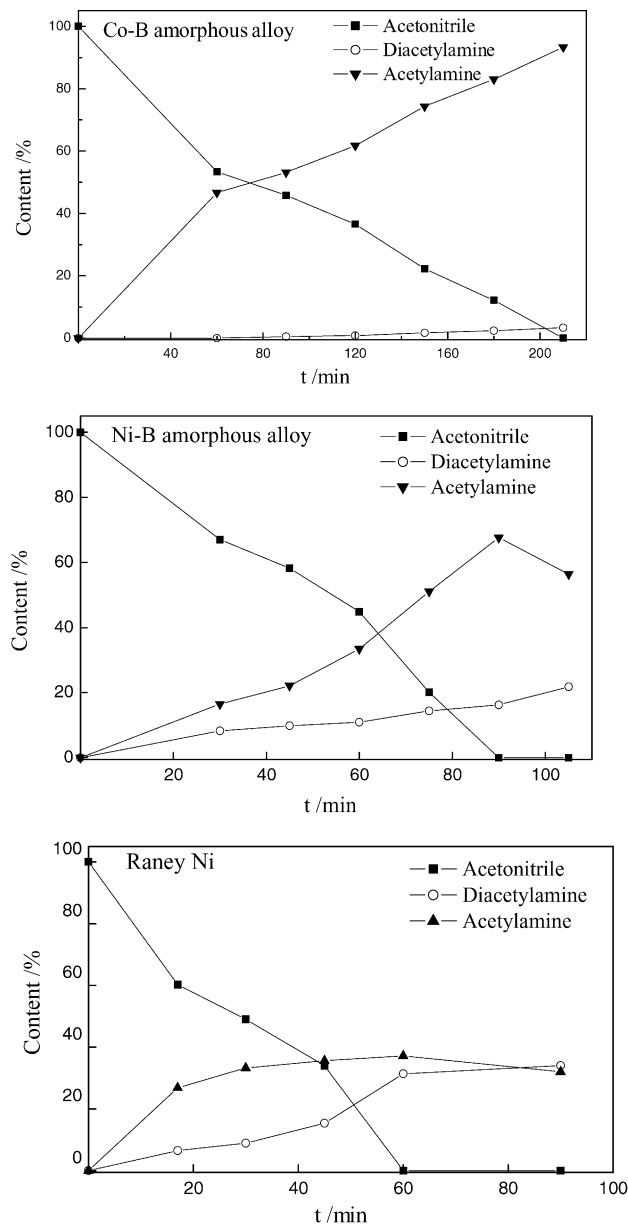 Co-B amorphous alloy
Acetonitrile
Diacetylamine
Acetylamine
100
80
60
40
20
0
Content /%
40
80
120
160
200
t /min
Ni-B amorphous alloy
Acetonitrile
Diacetylamine
Acetylamine
100
80
60
40
20
0
Content /%
20
40
60
80
100
t /min
Raney Ni
Acetonitrile
Diacetylamine
Acetylamine
100
80
60
40
20
0
Content /%
20
40
60
80
100
t /min